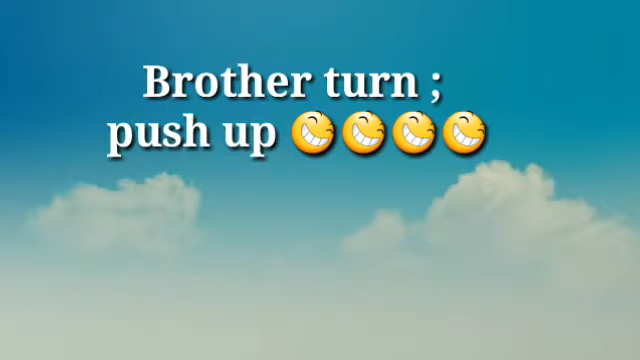 Brother turn ;
push up 😆😆😆😆